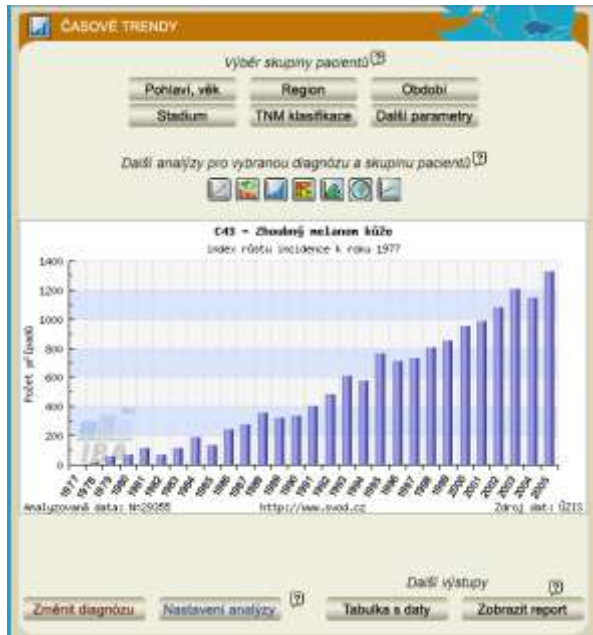 ČASOVÉ TRENDY
Výběr skupiny pacientů [?]
Pohlaví, věk Region Období
Stadium TNM klasifikace Další parametry
Další analýzy pro vybranou diagnózu a skupinu pacientů [?]
C43 - Zhoubný melanom kůže
index růstu incidence k roku 1977
Počet případů
1400
1200
1000
800
600
400
200
0
IBA
1977 1978 1979 1980 1981 1982 1983 1984 1985 1986 1987 1988 1989 1990 1991 1992 1993 1994 1995 1996 1997 1998 1999 2000 2001 2002 2003 2004 2005
Analyzovaná data: N=29355 http://www.svod.cz Zdroj dat: ÚZIS
Další výstupy [?]
Změnit diagnózu Nastavení analýzy [?] Tabulka s daty Zobrazit report